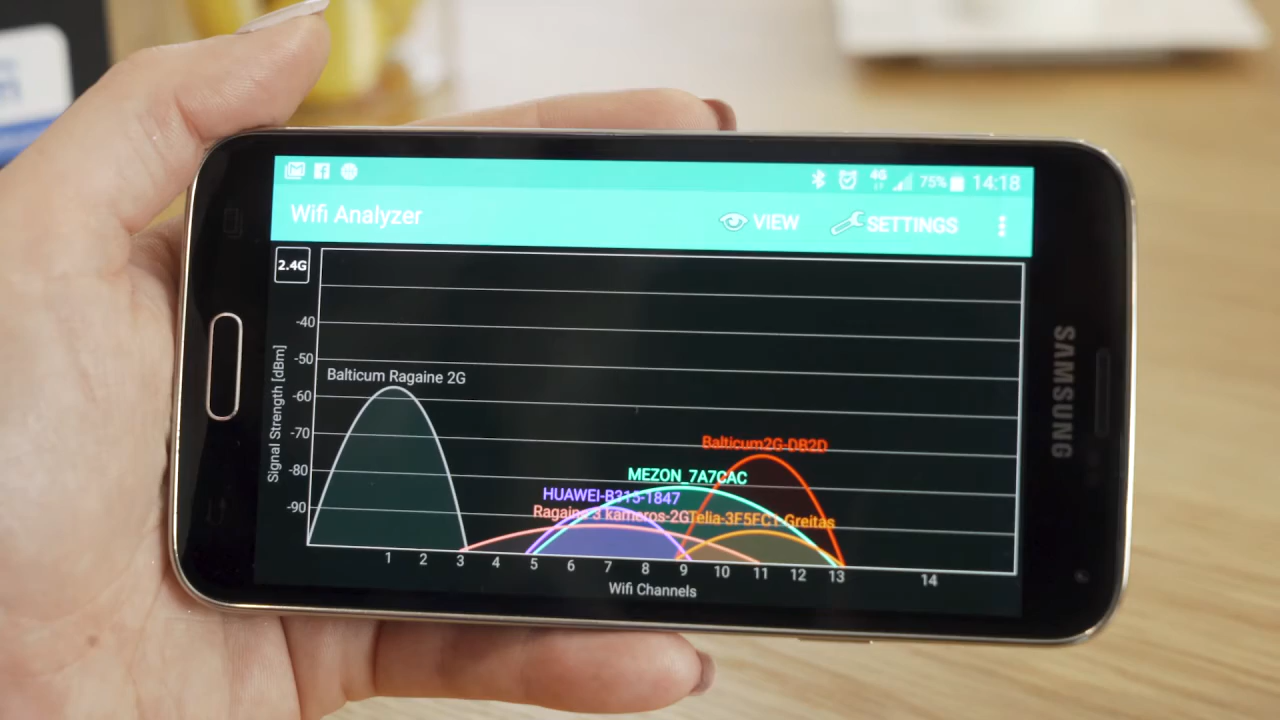 4G 75% 14:18
Wifi Analyzer VIEW SETTINGS
2.4G
-40
-50
-60
-70
-80
-90
Signal Strength [dBm]
Balticum Ragaine 2G
Balticum2G-DB2D
MEZON_7A7CAC
HUAWEI-B315-1847
Ragaine 3 kameros-2G
Telia-3F5FC1-Greitas
1 2 3 4 5 6 7 8 9 10 11 12 13 14
Wifi Channels
SAMSUNG